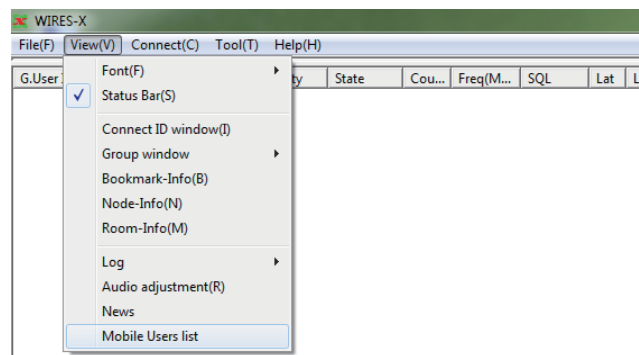 WIRES-X
File(F) View(V) Connect(C) Tool(T) Help(H)
G.User ty State Cou... Freq(M... SQL Lat L
Font(F)
Status Bar(S)
Connect ID window(I)
Group window
Bookmark-Info(B)
Node-Info(N)
Room-Info(M)
Log
Audio adjustment(R)
News
Mobile Users list